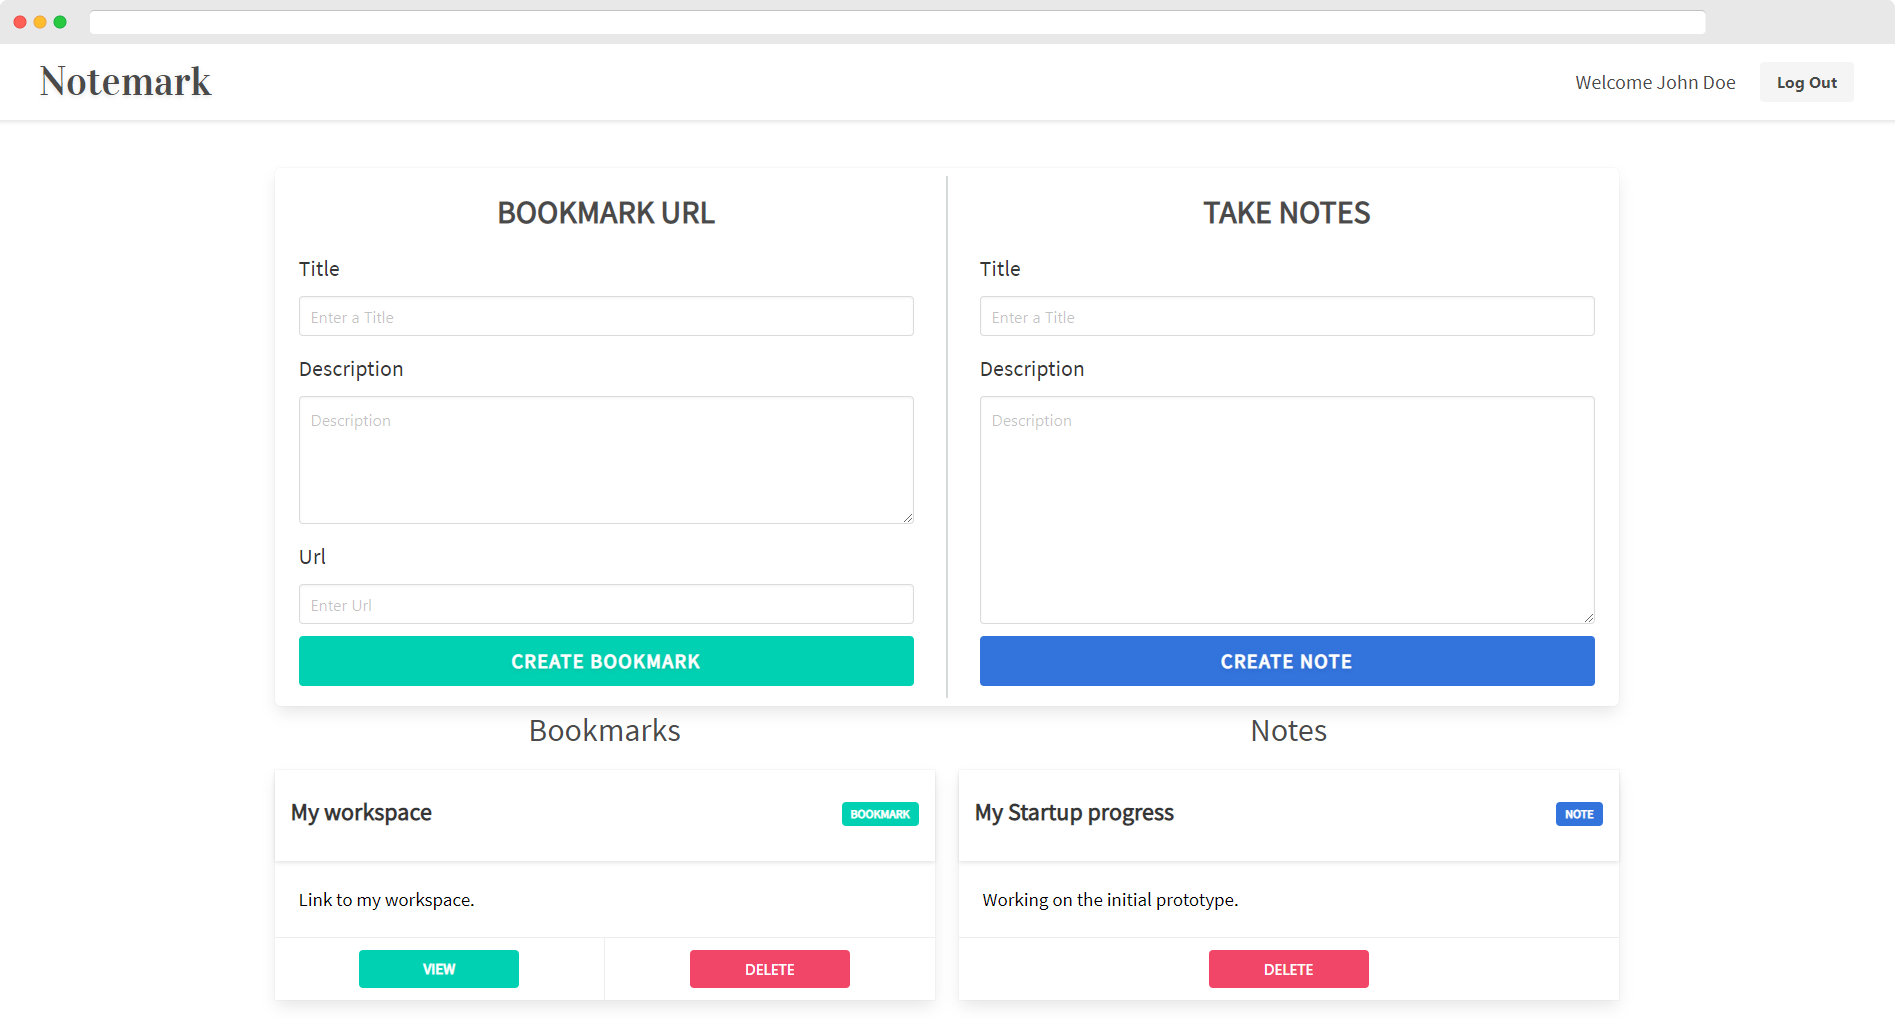 Notemark
Welcome John Doe
Log Out
BOOKMARK URL
Title
Enter a Title
Description
Description
Url
Enter Url
CREATE BOOKMARK
TAKE NOTES
Title
Enter a Title
Description
Description
CREATE NOTE
Bookmarks
My workspace
BOOKMARK
Link to my workspace.
VIEW
DELETE
Notes
My Startup progress
NOTE
Working on the initial prototype.
DELETE